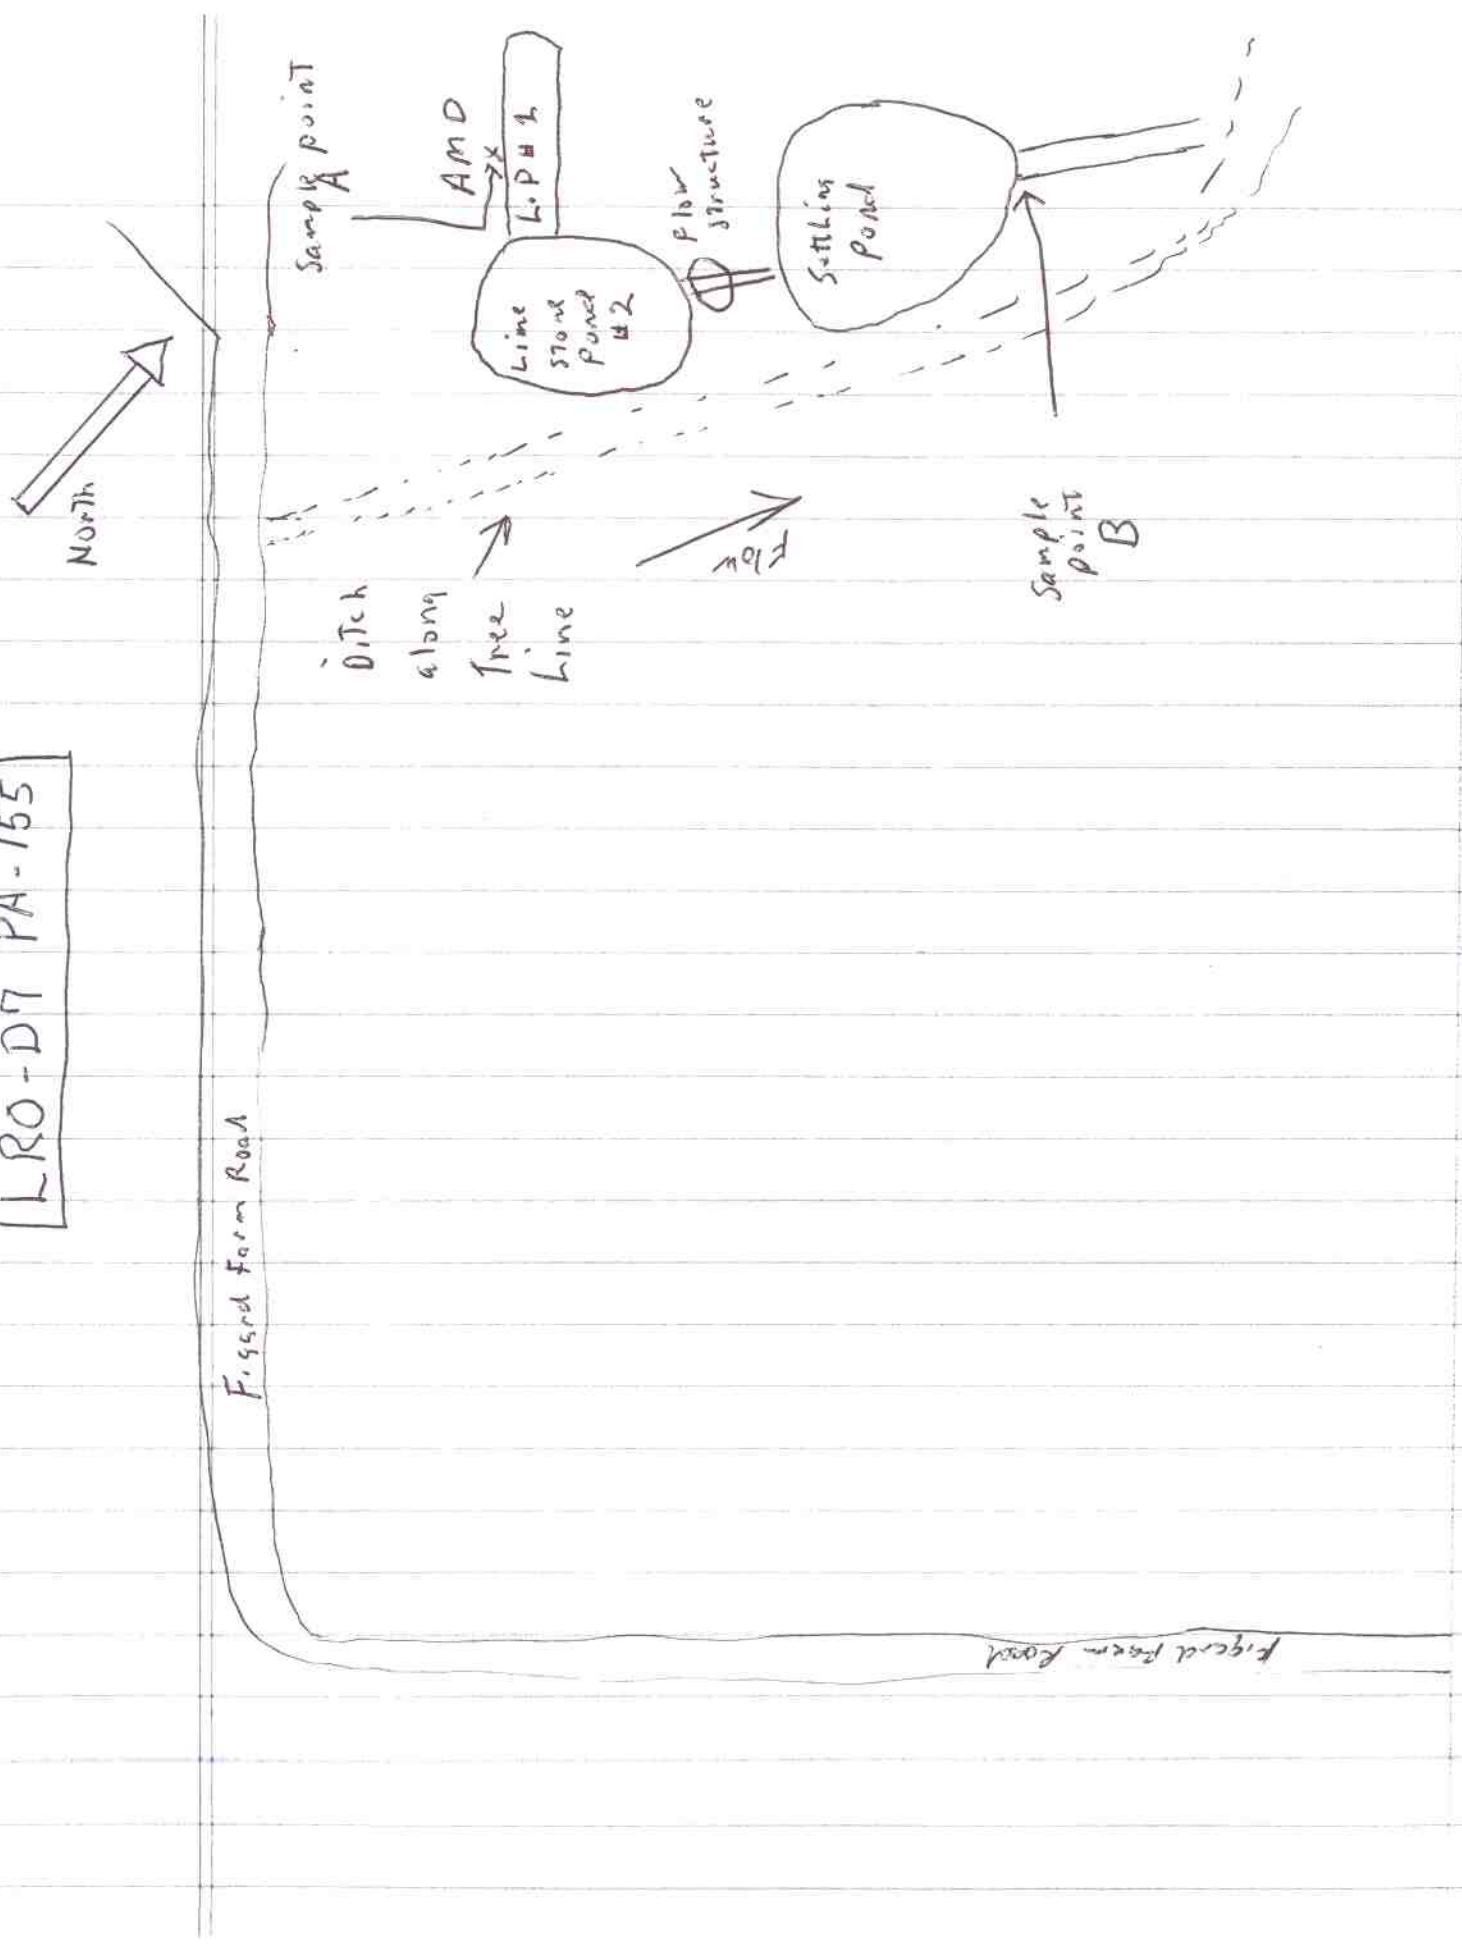 LRO-D7 PA-155
North
Figgrd Farm Road
Sample point
A
AMD
x
L.P # 1
Lime
stone
Pond
#2
Flow
structure
Settling
Pond
Ditch
along
Tree
Line
Flow
Sample
point
B
Figard Farm Road